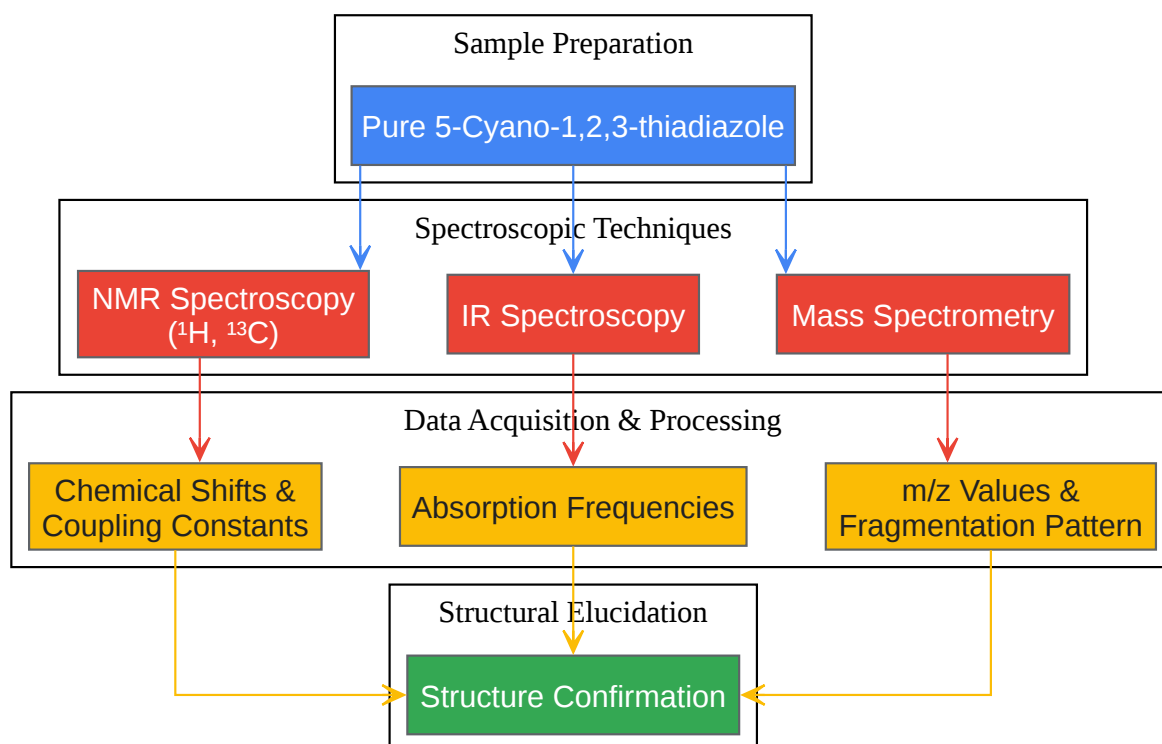 Sample Preparation
Pure 5-Cyano-1,2,3-thiadiazole
Spectroscopic Techniques
NMR Spectroscopy
(¹H, ¹³C)
IR Spectroscopy
Mass Spectrometry
Data Acquisition & Processing
Chemical Shifts &
Coupling Constants
Absorption Frequencies
m/z Values &
Fragmentation Pattern
Structural Elucidation
Structure Confirmation